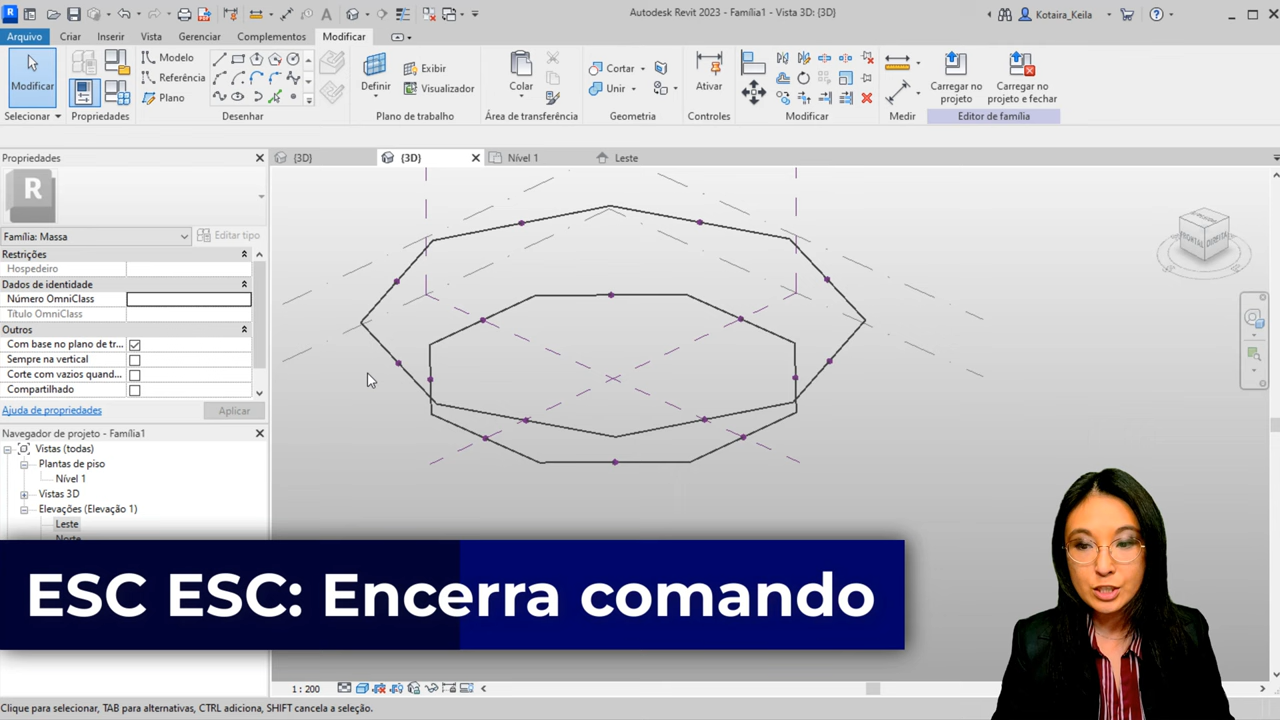 Autodesk Revit 2023 - Família1 - Vista 3D: {3D}
Kotaira_Keila
Arquivo Criar Inserir Vista Gerenciar Complementos Modificar
Modificar
Selecionar
Propriedades
Modelo
Referência
Plano
Desenhar
Definir
Exibir
Visualizador
Plano de trabalho
Colar
Área de transferência
Cortar
Unir
Geometria
Ativar
Controles
Modificar
Medir
Carregar no
projeto
Carregar no
projeto e fechar
Editor de família
Propriedades
{3D}
{3D}
Nível 1
Leste
R
Família: Massa
Editar tipo
Restrições
Hospedeiro
Dados de identidade
Número OmniClass
Título OmniClass
Outros
Com base no plano de tr...
Sempre na vertical
Corte com vazios quand...
Compartilhado
Ajuda de propriedades
Aplicar
Navegador de projeto - Família1
Vistas (todas)
Plantas de piso
Nível 1
Vistas 3D
Elevações (Elevação 1)
Leste
FRONTAL
DIREITA
ESC ESC: Encerra comando
1 : 200
Clique para selecionar, TAB para alternativas, CTRL adiciona, SHIFT cancela a seleção.